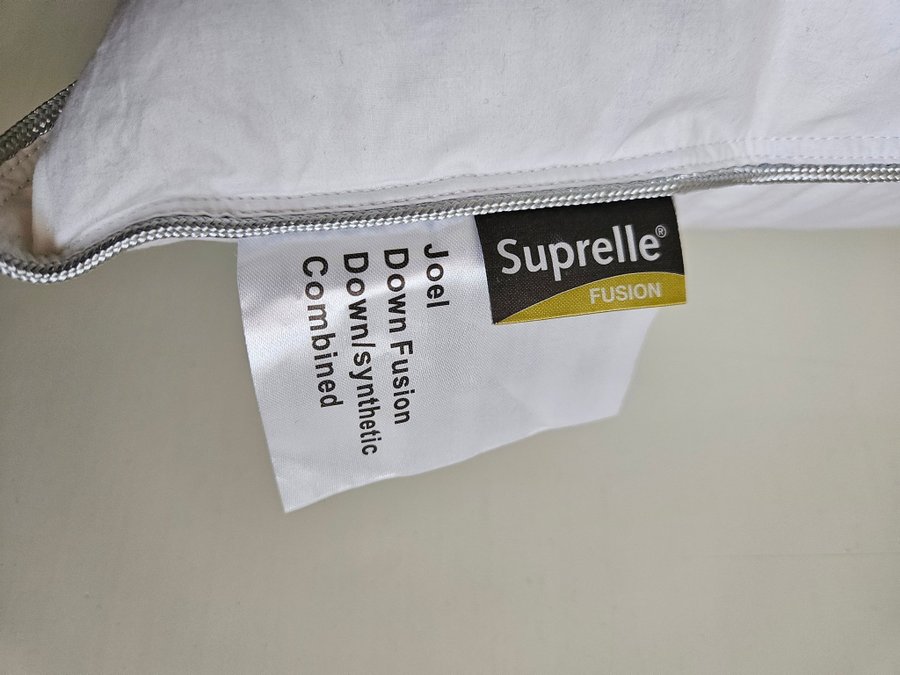 Suprelle®
FUSION
Joel
Down Fusion
Down/synthetic
Combined